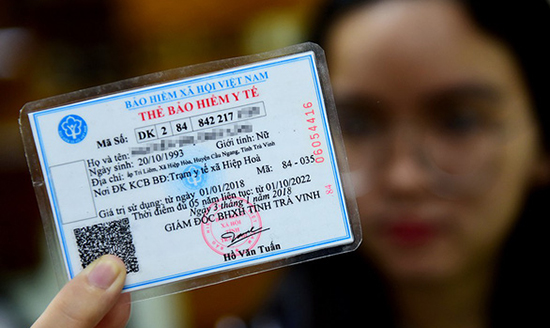 BẢO HIỂM XÃ HỘI VIỆT NAM
THẺ BẢO HIỂM Y TẾ
Mã Số: DK 2 84 842 217
Họ và tên: Giới tính: Nữ
Ngày sinh: 20/10/1993
Địa chỉ: ấp Trì Liêm, Xã Hiệp Hòa, Huyện Cầu Ngang, Tỉnh Trà Vinh
Nơi ĐK KCB BĐ: Trạm y tế xã Hiệp Hoà Mã: 84 - 035
Giá trị sử dụng: từ ngày 01/01/2018
Thời điểm đủ 05 năm liên tục: từ 01/10/2022
Ngày 3 tháng 1 năm 2018
GIÁM ĐỐC BHXH TỈNH TRÀ VINH
Hồ Văn Tuấn
06054416
84